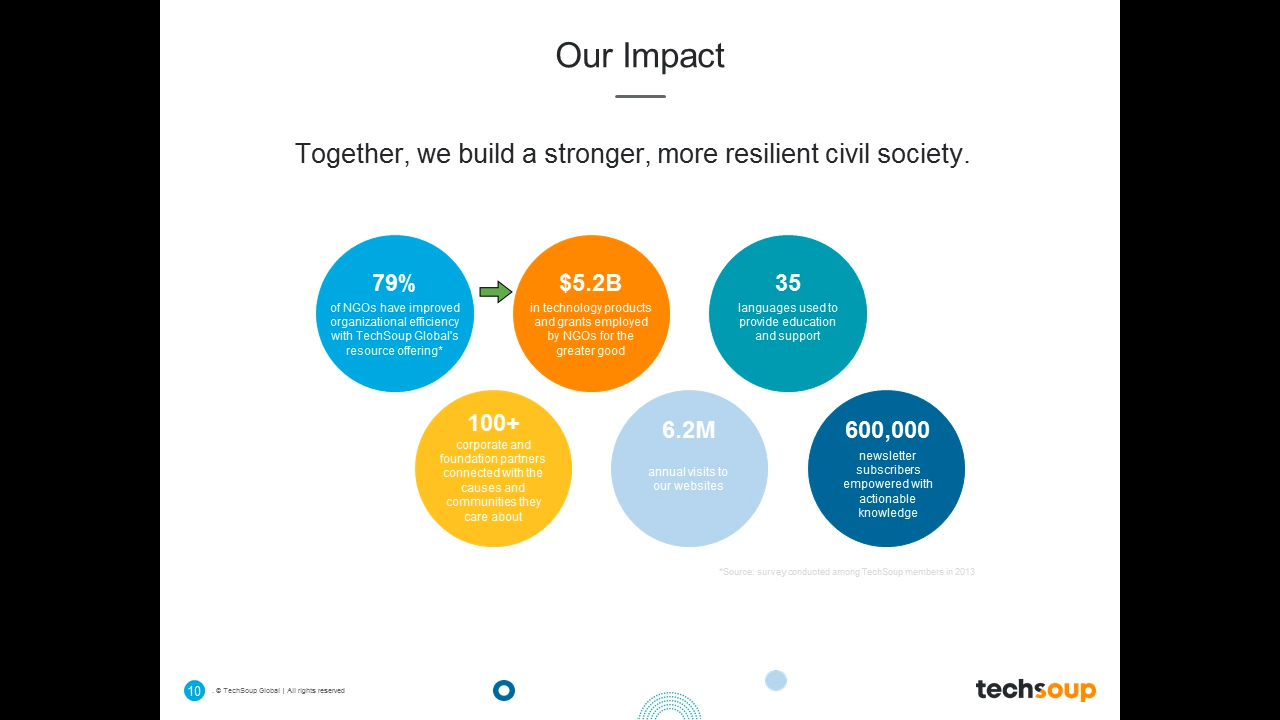 Our Impact
Together, we build a stronger, more resilient civil society.
79%
of NGOs have improved
organizational efficiency
with TechSoup Global's
resource offering*
$5.2B
in technology products
and grants employed
by NGOs for the
greater good
35
languages used to
provide education
and support
100+
corporate and
foundation partners
connected with the
causes and
communities they
care about
6.2M
annual visits to
our websites
600,000
newsletter
subscribers
empowered with
actionable
knowledge
*Source: survey conducted among TechSoup members in 2013
10
. © TechSoup Global | All rights reserved
techsoup